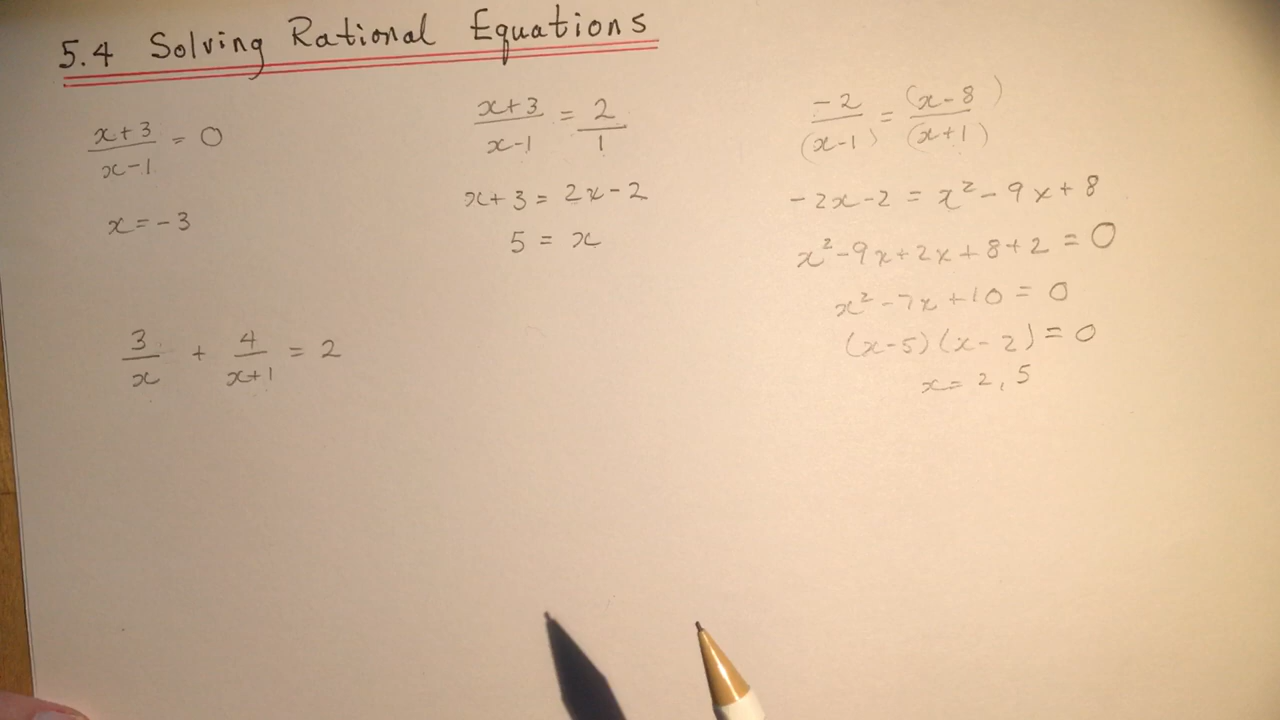 5.4 Solving Rational Equations
x+3/x-1 = 0
x = -3
x+3/x-1 = 2/1
x+3 = 2x-2
5 = x
-2/(x-1) = (x-8)/(x+1)
-2x-2 = x²-9x+8
x²-9x+2x+8+2 = 0
x²-7x+10 = 0
(x-5)(x-2) = 0
x = 2, 5
3/x + 4/x+1 = 2